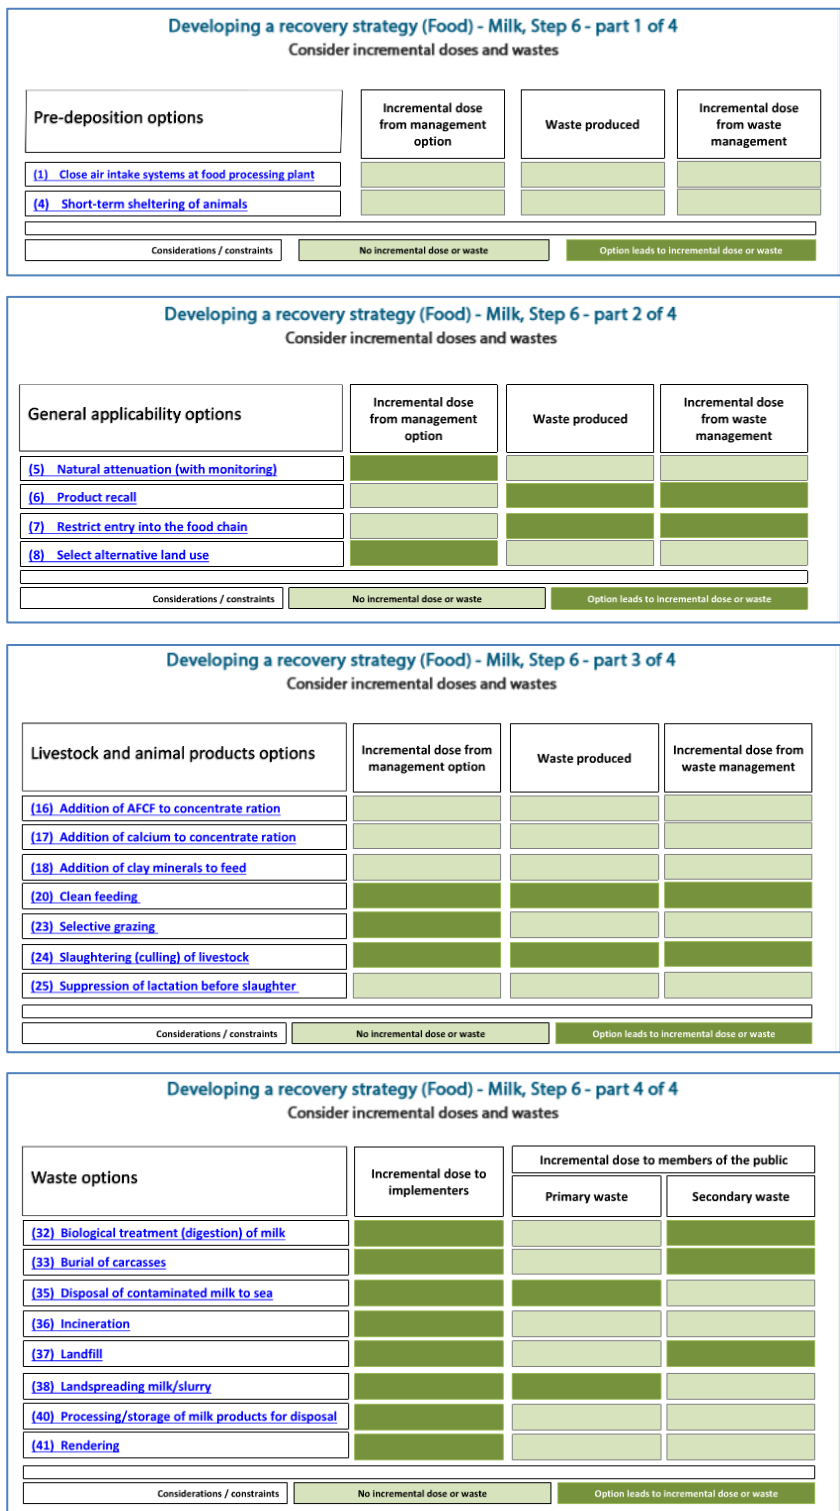 Developing a recovery strategy (Food) - Milk, Step 6 - part 1 of 4
Consider incremental doses and wastes
Pre-deposition options
Incremental dose
from management
option
Waste produced
Incremental dose
from waste
management
(1) Close air intake systems at food processing plant
(4) Short-term sheltering of animals
Considerations / constraints
No incremental dose or waste
Option leads to incremental dose or waste
Developing a recovery strategy (Food) - Milk, Step 6 - part 2 of 4
Consider incremental doses and wastes
General applicability options
Incremental dose
from management
option
Waste produced
Incremental dose
from waste
management
(5) Natural attenuation (with monitoring)
(6) Product recall
(7) Restrict entry into the food chain
(8) Select alternative land use
Considerations / constraints
No incremental dose or waste
Option leads to incremental dose or waste
Developing a recovery strategy (Food) - Milk, Step 6 - part 3 of 4
Consider incremental doses and wastes
Livestock and animal products options
Incremental dose from
management option
Waste produced
Incremental dose from
waste management
(16) Addition of AFCF to concentrate ration
(17) Addition of calcium to concentrate ration
(18) Addition of clay minerals to feed
(20) Clean feeding
(23) Selective grazing
(24) Slaughtering (culling) of livestock
(25) Suppression of lactation before slaughter
Considerations / constraints
No incremental dose or waste
Option leads to incremental dose or waste
Developing a recovery strategy (Food) - Milk, Step 6 - part 4 of 4
Consider incremental doses and wastes
Waste options
Incremental dose to
implementers
Incremental dose to members of the public
Primary waste
Secondary waste
(32) Biological treatment (digestion) of milk
(33) Burial of carcasses
(35) Disposal of contaminated milk to sea
(36) Incineration
(37) Landfill
(38) Landspreading milk/slurry
(40) Processing/storage of milk products for disposal
(41) Rendering
Considerations / constraints
No incremental dose or waste
Option leads to incremental dose or waste